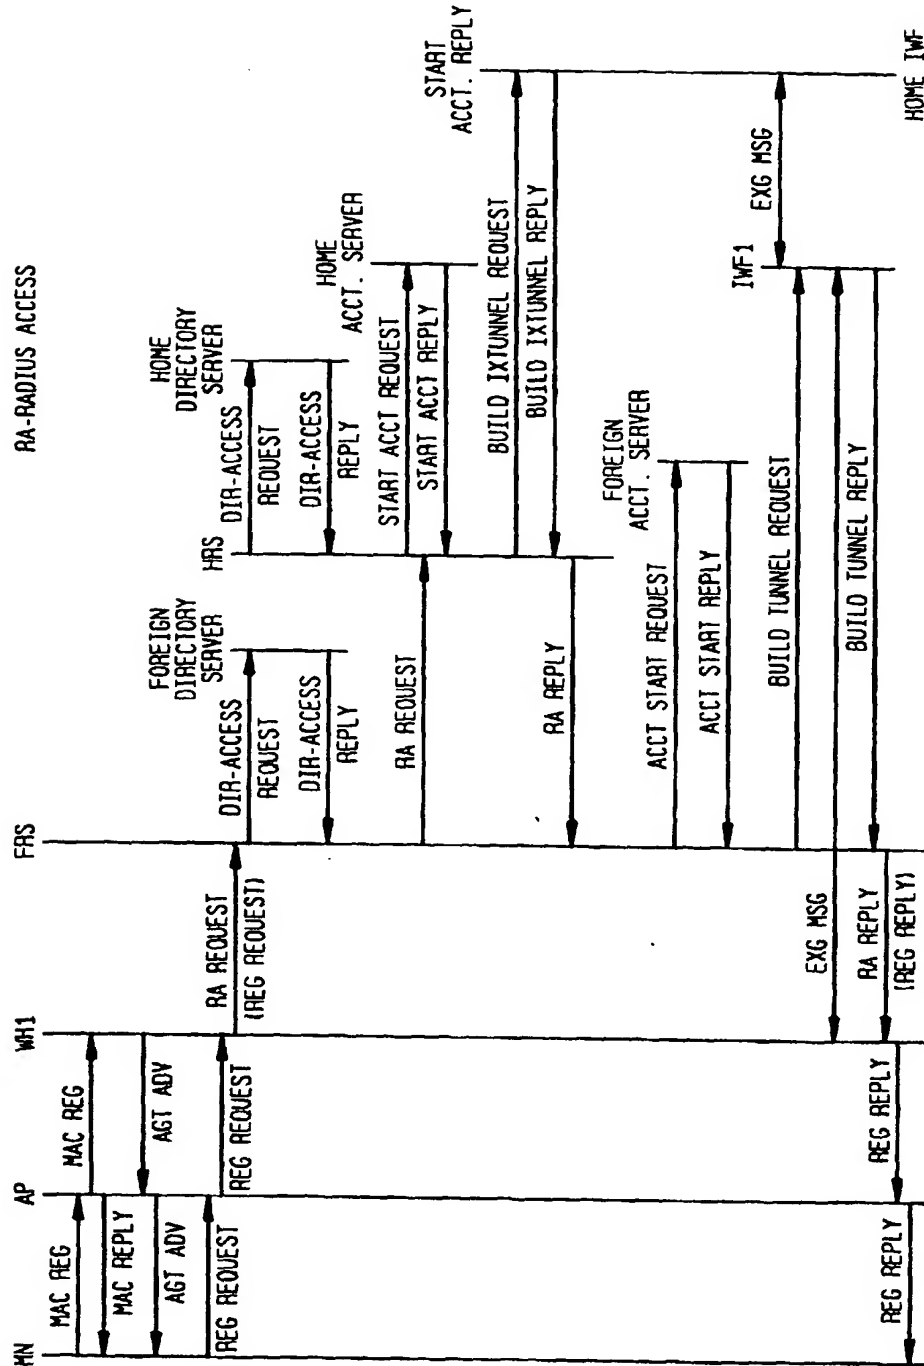 RA-RADIUS ACCESS
MN
AP
WH1
FRS
FOREIGN
DIRECTORY
SERVER
HRS
HOME
DIRECTORY
SERVER
HOME
ACCT. SERVER
START
ACCT. REPLY
MAC REG
MAC REG
MAC REPLY
AGT ADV
AGT ADV
REG REQUEST
REG REQUEST
RA REQUEST
(REG REQUEST)
DIR-ACCESS
REQUEST
DIR-ACCESS
REPLY
DIR-ACCESS
REQUEST
DIR-ACCESS
REPLY
RA REQUEST
START ACCT REQUEST
START ACCT REPLY
BUILD IXTUNNEL REQUEST
BUILD IXTUNNEL REPLY
RA REPLY
FOREIGN
ACCT. SERVER
ACCT START REQUEST
ACCT START REPLY
IWF1
EXG MSG
BUILD TUNNEL REQUEST
EXG MSG
BUILD TUNNEL REPLY
RA REPLY
(REG REPLY)
REG REPLY
REG REPLY
HOME IWF